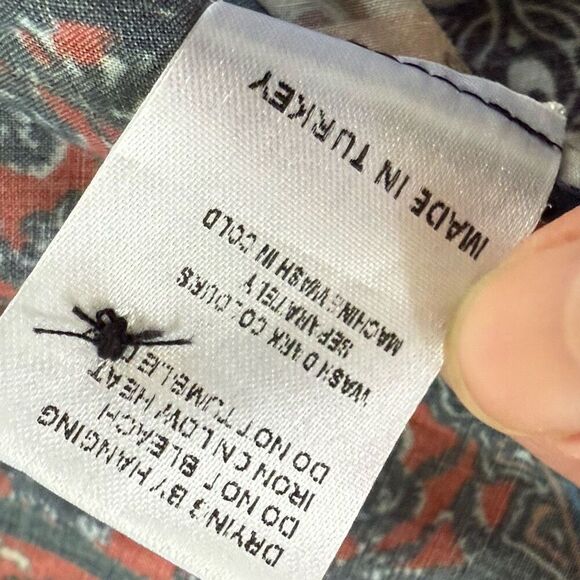 DRYING BY HANGING
DO NOT BLEACH
IRON ON LOW HEAT
DO NOT TUMBLE
WASH DARK COLOURS
SEPARATELY
MACHINE WASH IN COLD
MADE IN TURKEY